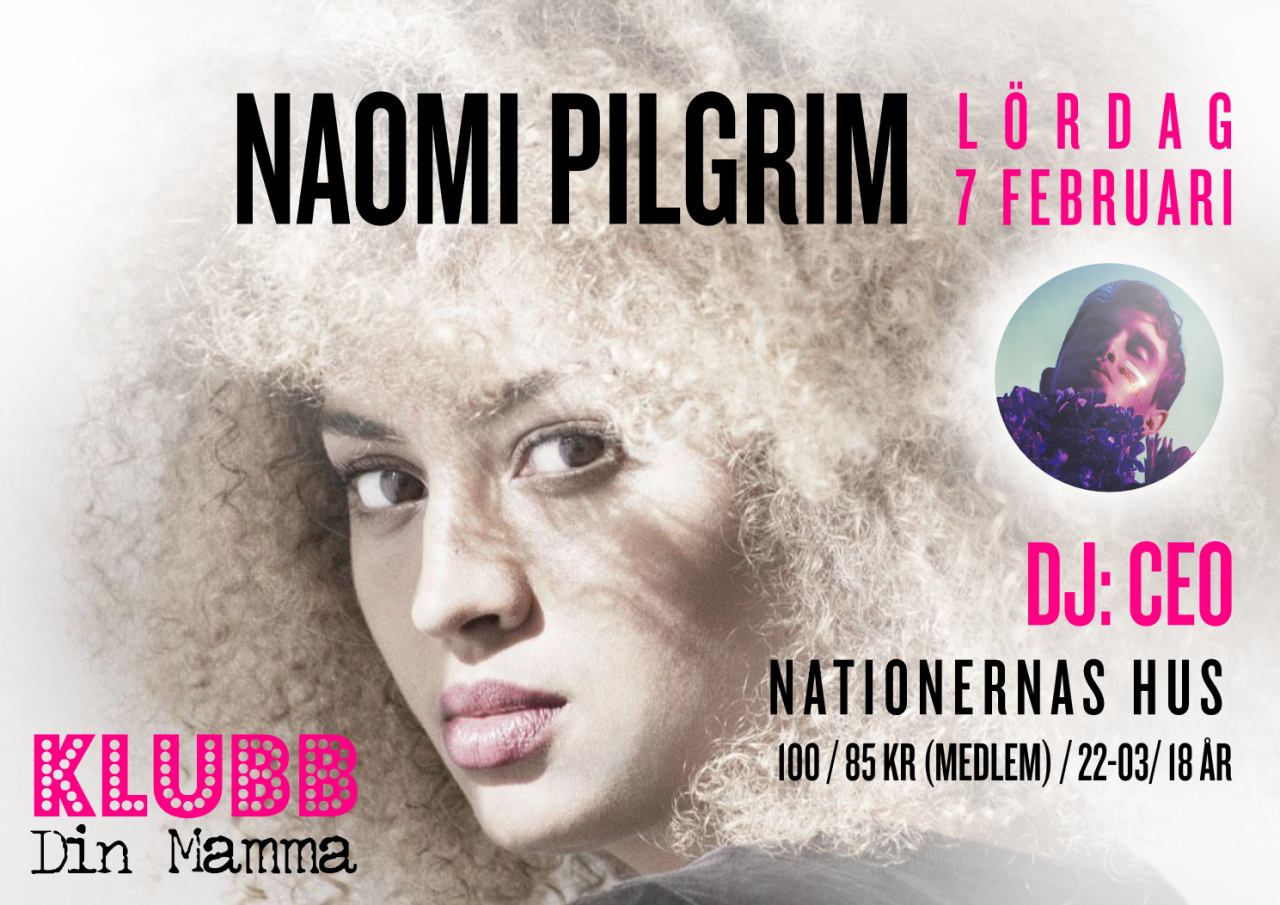 NAOMI PILGRIM
LÖRDAG
7 FEBRUARI
DJ: CEO
NATIONERNAS HUS
100 / 85 KR (MEDLEM) / 22-03/ 18 ÅR
KLUBB
Din Mamma